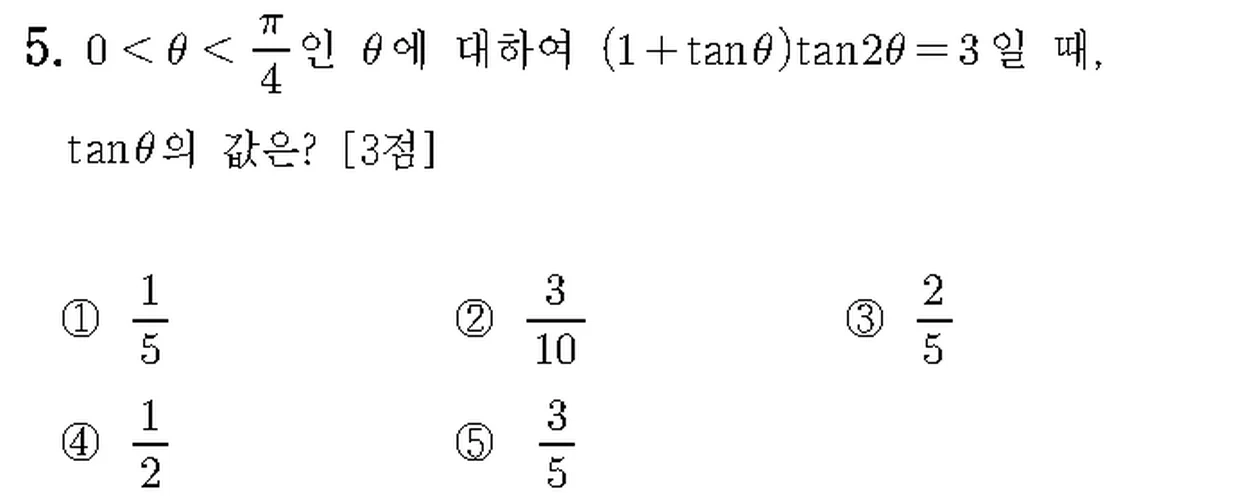 5. 0 < θ < π/4 인 θ에 대하여 (1+tanθ)tan2θ=3 일 때,
tanθ의 값은? [3점]
① 1/5 ② 3/10 ③ 2/5
④ 1/2 ⑤ 3/5